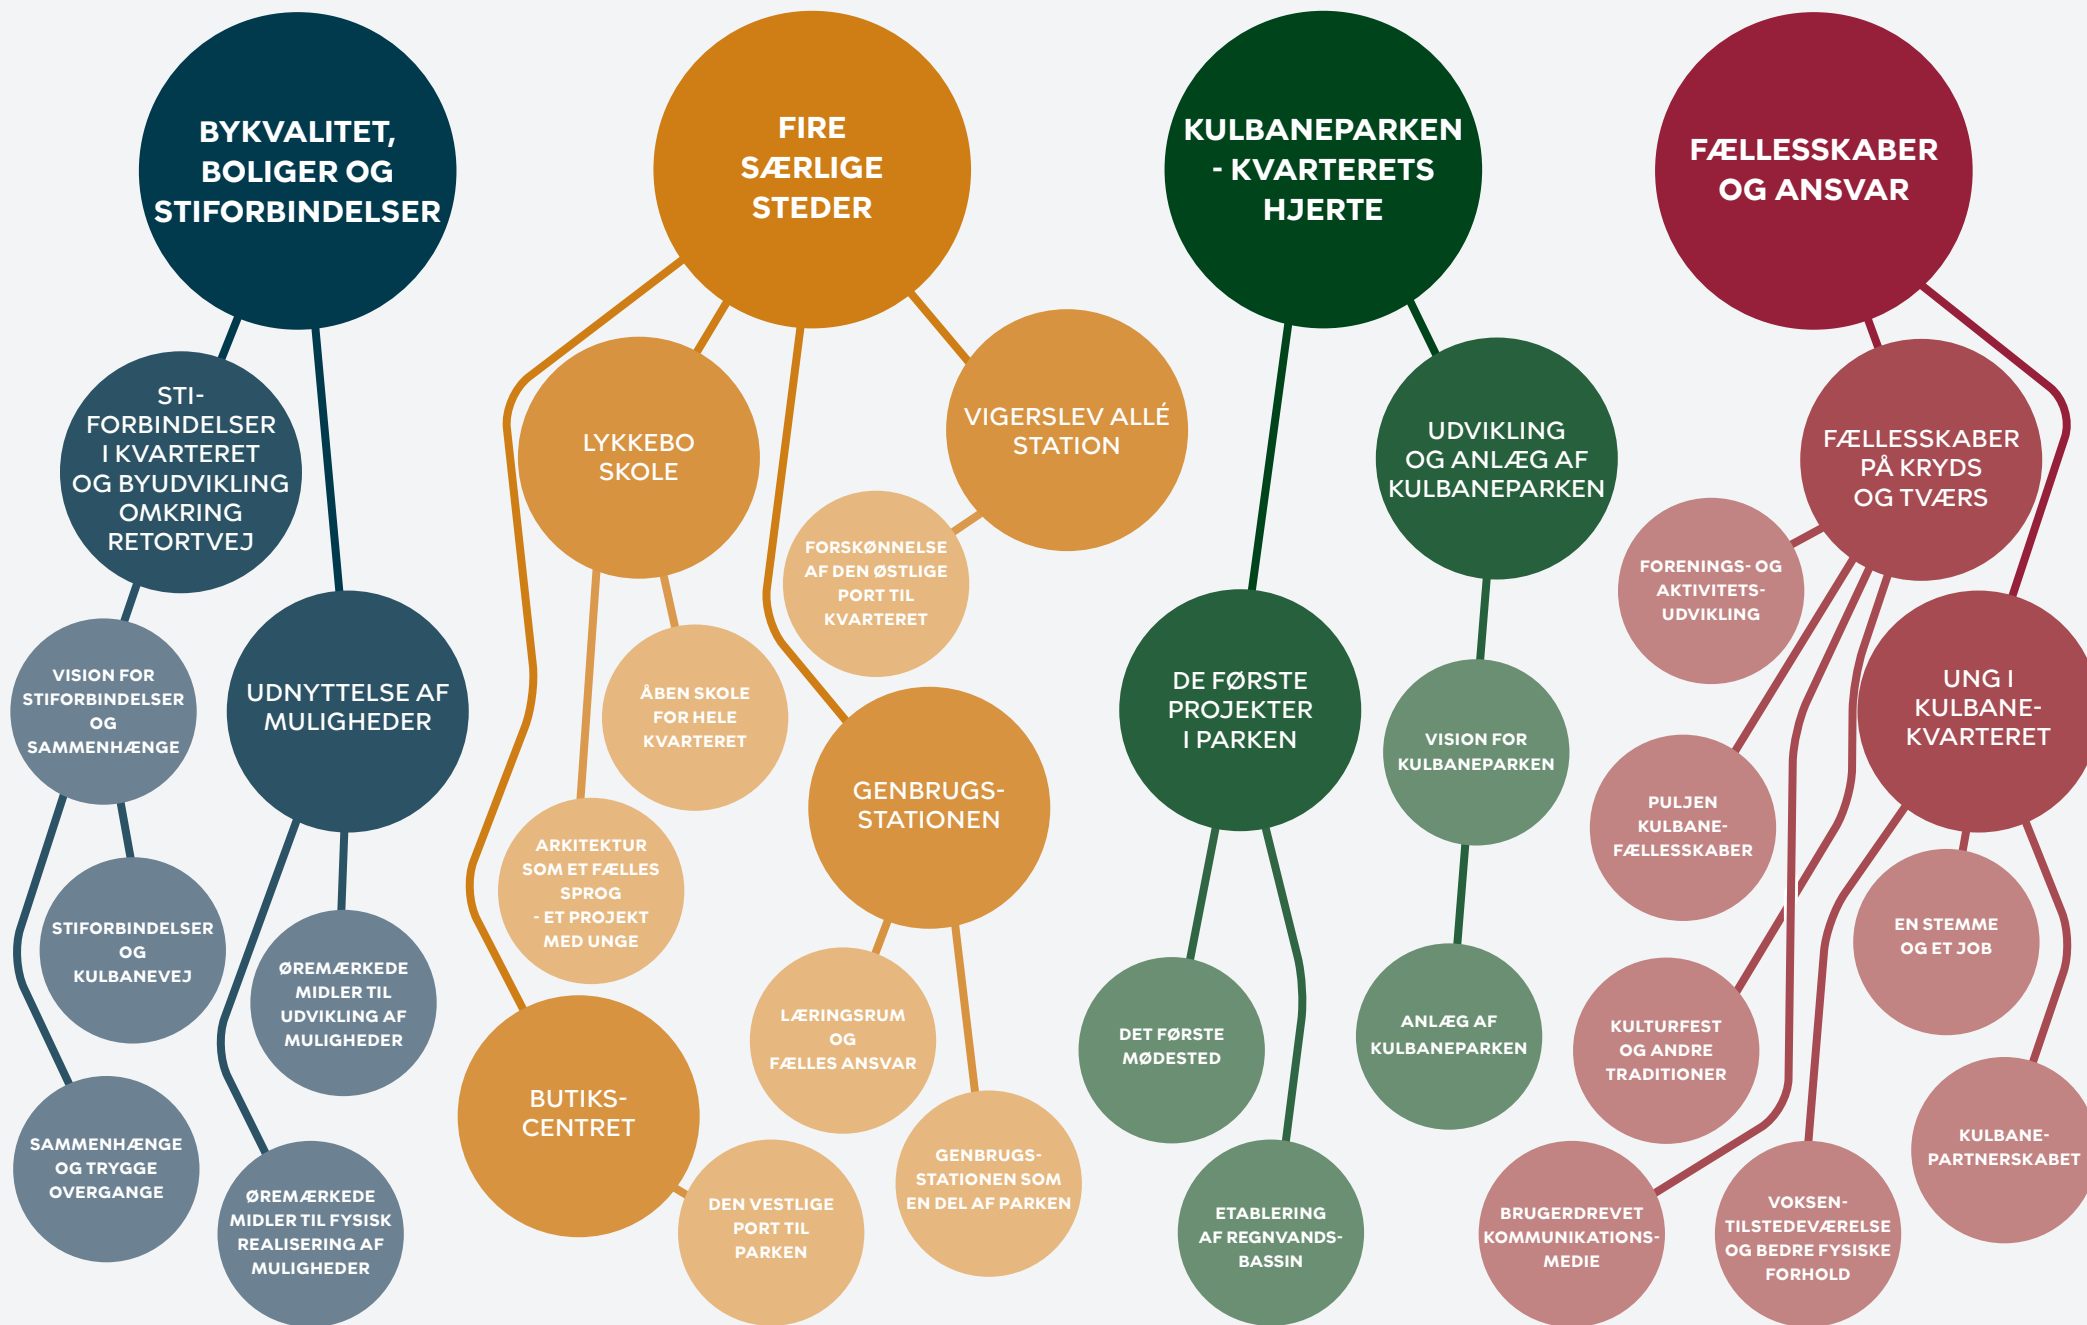 BYKVALITET,
BOLIGER OG
STIFORBINDELSER
STI-
FORBINDELSER
I KVARTERET
OG BYUDVIKLING
OMKRING
RETORTVEJ
VISION FOR
STIFORBINDELSER
OG
SAMMENHÆNGE
STIFORBINDELSER
OG
KULBANEVEJ
SAMMENHÆNGE
OG TRYGGE
OVERGANGE
UDNYTTELSE AF
MULIGHEDER
ØREMÆRKEDE
MIDLER TIL
UDVIKLING AF
MULIGHEDER
ØREMÆRKEDE
MIDLER TIL FYSISK
REALISERING AF
MULIGHEDER
FIRE
SÆRLIGE
STEDER
LYKKEBO
SKOLE
ÅBEN SKOLE
FOR HELE
KVARTERET
ARKITEKTUR
SOM ET FÆLLES
SPROG
- ET PROJEKT
MED UNGE
VIGERSLEV ALLÉ
STATION
FORSKØNNELSE
AF DEN ØSTLIGE
PORT TIL
KVARTERET
GENBRUGS-
STATIONEN
LÆRINGSRUM
OG
FÆLLES ANSVAR
GENBRUGS-
STATIONEN SOM
EN DEL AF PARKEN
BUTIKS-
CENTRET
DEN VESTLIGE
PORT TIL
PARKEN
KULBANEPARKEN
- KVARTERETS
HJERTE
UDVIKLING
OG ANLÆG AF
KULBANEPARKEN
VISION FOR
KULBANEPARKEN
ANLÆG AF
KULBANEPARKEN
DE FØRSTE
PROJEKTER
I PARKEN
DET FØRSTE
MØDESTED
ETABLERING
AF REGNVANDS-
BASSIN
FÆLLESSKABER
OG ANSVAR
FÆLLESSKABER
PÅ KRYDS
OG TVÆRS
FORENINGS- OG
AKTIVITETS-
UDVIKLING
PULJEN
KULBANE-
FÆLLESSKABER
KULTURFEST
OG ANDRE
TRADITIONER
BRUGERDREVET
KOMMUNIKATIONS-
MEDIE
UNG I
KULBANE-
KVARTERET
EN STEMME
OG ET JOB
KULBANE-
PARTNERSKABET
VOKSEN-
TILSTEDEVÆRELSE
OG BEDRE FYSISKE
FORHOLD